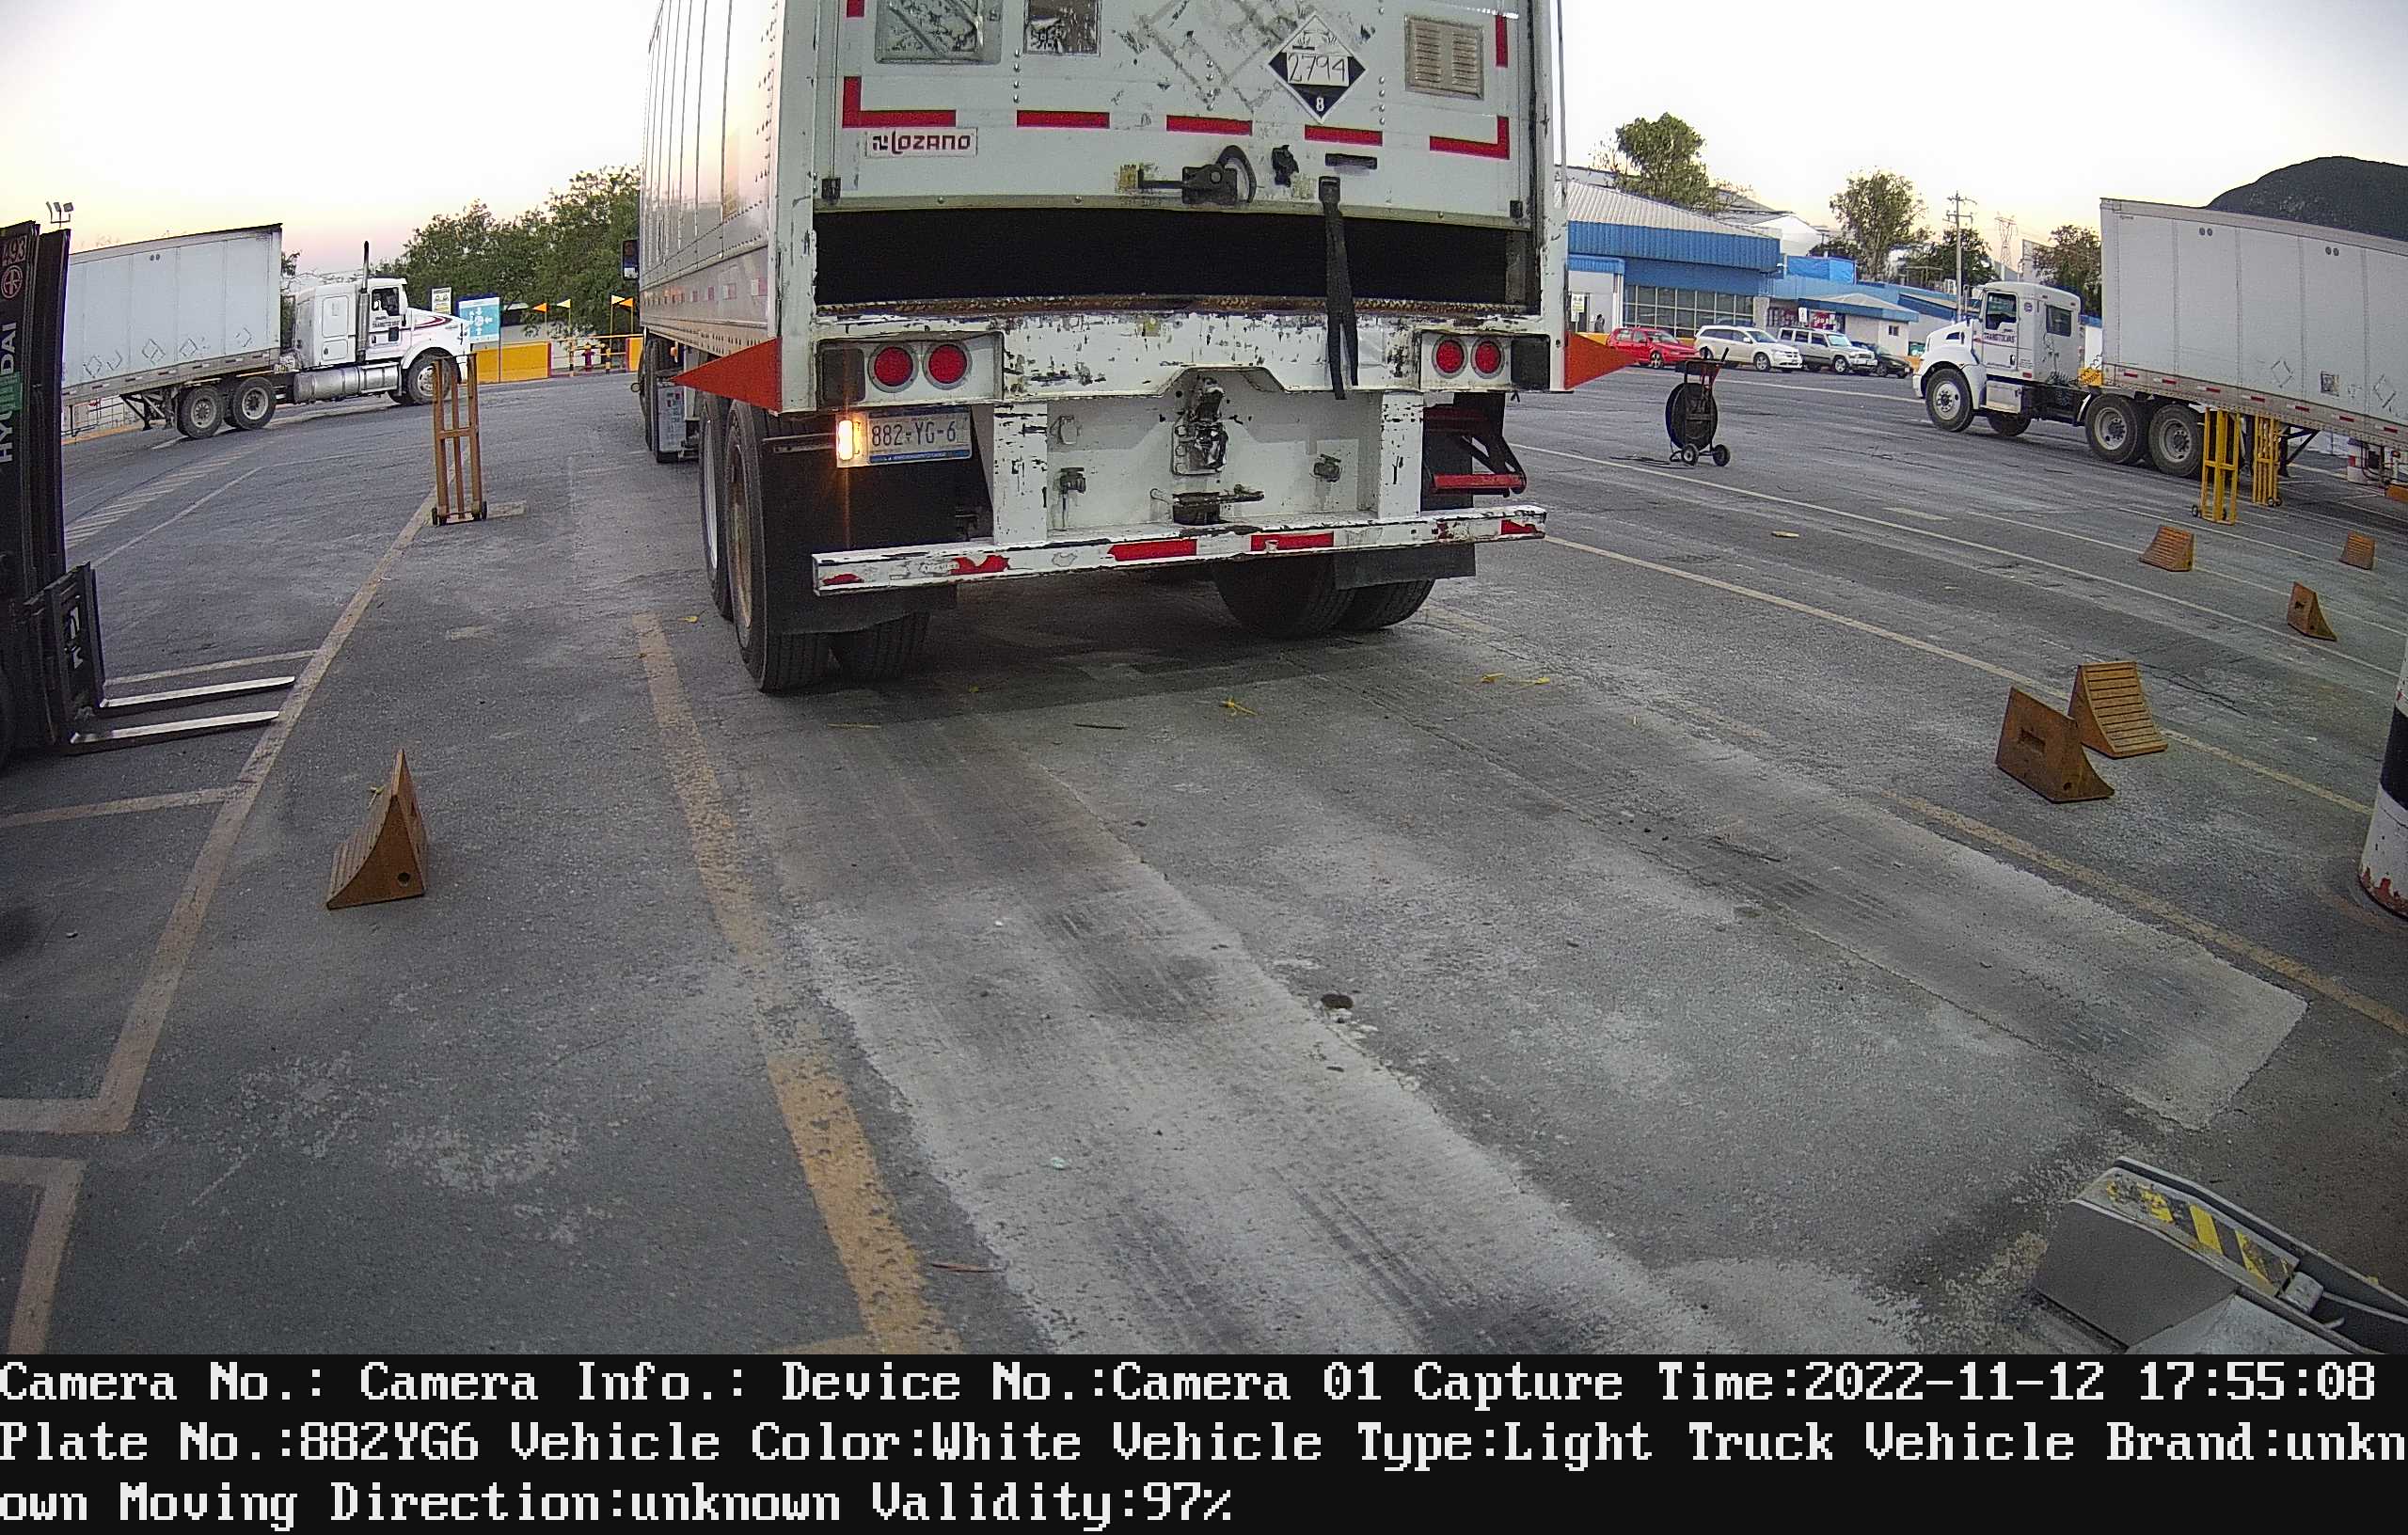 2794
8
LOZANO
882-YG-6
HYUNDAI
Camera No.: Camera Info.: Device No.:Camera 01 Capture Time:2022-11-12 17:55:08
Plate No.:882YG6 Vehicle Color:White Vehicle Type:Light Truck Vehicle Brand:unkn
own Moving Direction:unknown Validity:97%